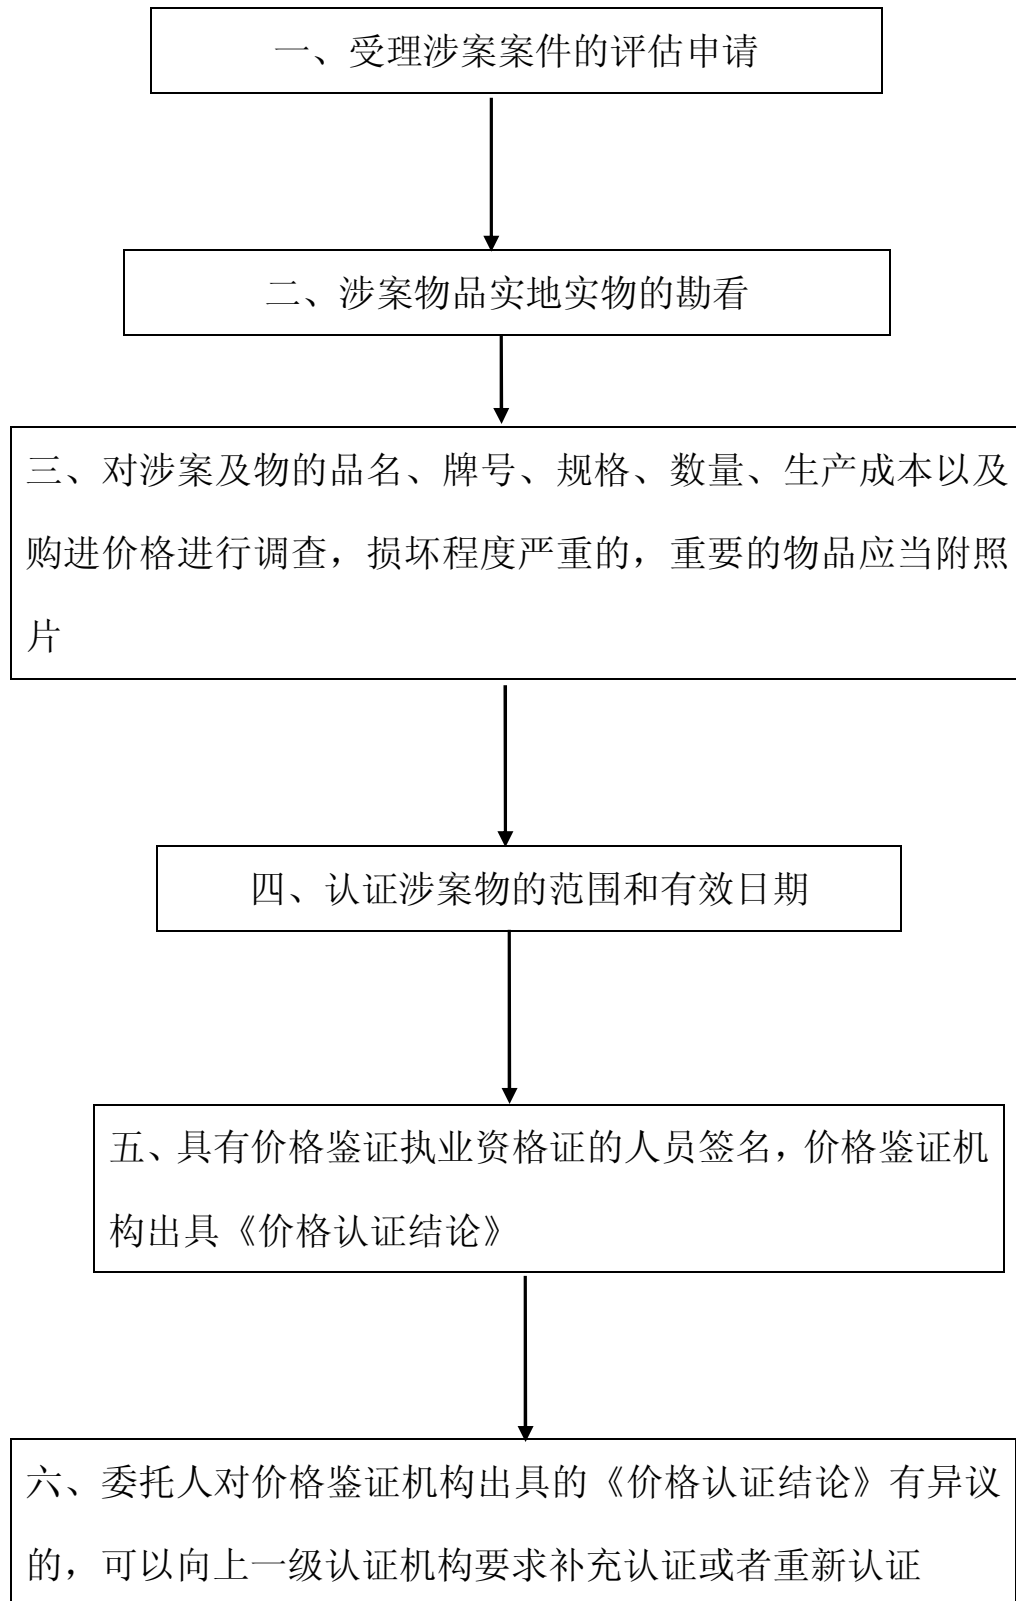 一、受理涉案案件的评估申请
二、涉案物品实地实物的勘看
三、对涉案及物的品名、牌号、规格、数量、生产成本以及
购进价格进行调查，损坏程度严重的，重要的物品应当附照
片
四、认证涉案物的范围和有效日期
五、具有价格鉴证执业资格证的人员签名，价格鉴证机
构出具《价格认证结论》
六、委托人对价格鉴证机构出具的《价格认证结论》有异议
的，可以向上一级认证机构要求补充认证或者重新认证